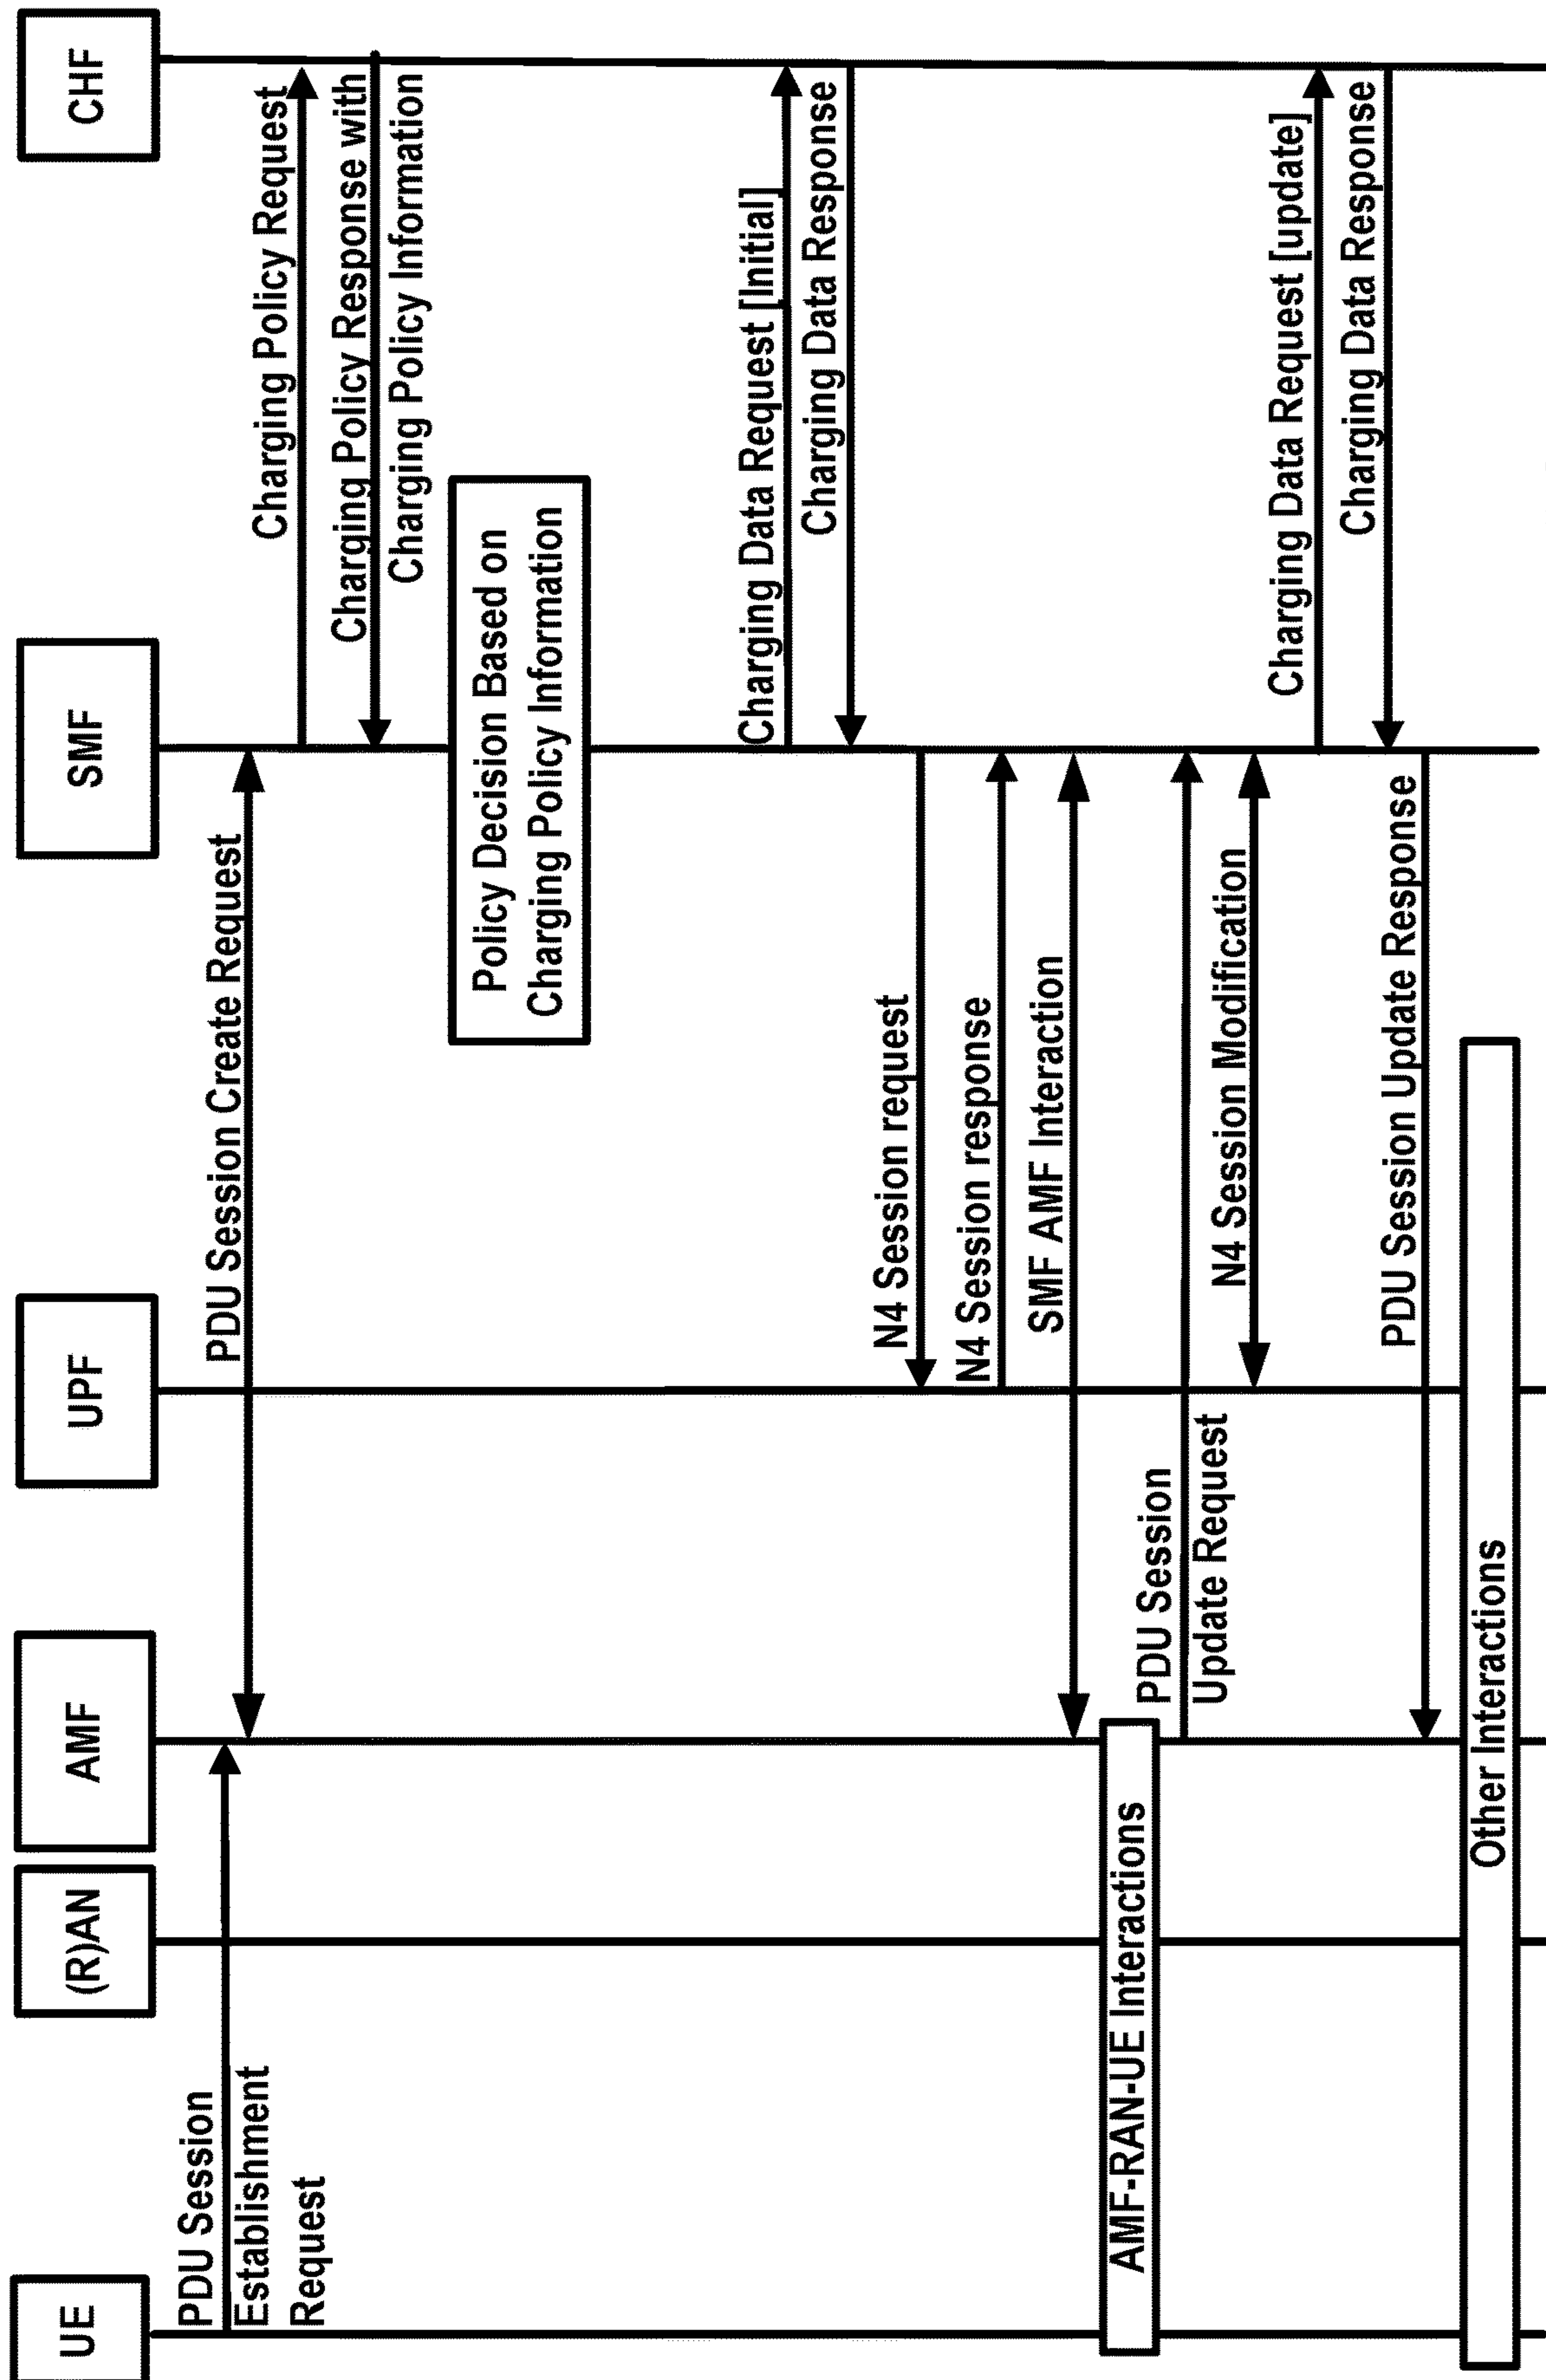 UE
(R)AN
AMF
UPF
SMF
CHF
PDU Session
Establishment
Request
PDU Session Create Request
Charging Policy Request
Charging Policy Response with
Charging Policy Information
Policy Decision Based on
Charging Policy Information
Charging Data Request [Initial]
Charging Data Response
N4 Session request
N4 Session response
SMF AMF Interaction
AMF-RAN-UE Interactions
PDU Session
Update Request
N4 Session Modification
Charging Data Request [update]
Charging Data Response
PDU Session Update Response
Other Interactions